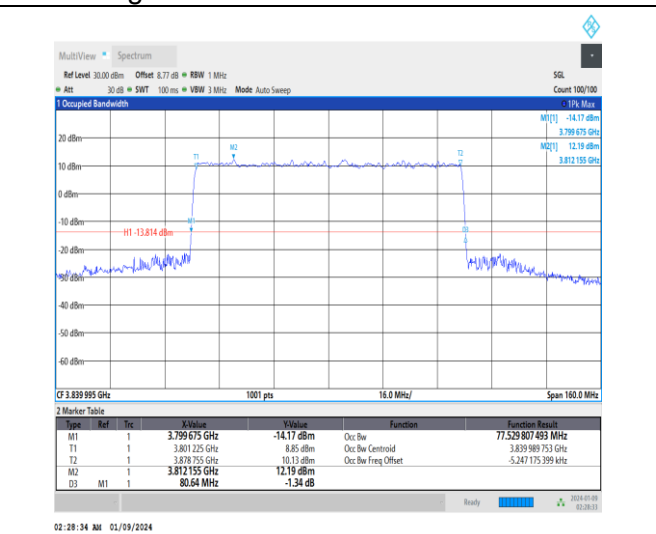 MultiView Spectrum
Ref Level 30.00 dBm Offset 8.77 dB RBW 1 MHz SGL
Att 30 dB SWT 100 ms VBW 3 MHz Mode Auto Sweep Count 100/100
1 Occupied Bandwidth 1Pk Max
M1[1] -14.17 dBm
3.799 675 GHz
20 dBm
M2[1] 12.19 dBm
3.812 155 GHz
M2
T1
T2
10 dBm
0 dBm
-10 dBm
M1
H1 -13.814 dBm
D3
-20 dBm
-30 dBm
-40 dBm
-50 dBm
-60 dBm
CF 3.839 995 GHz 1001 pts 16.0 MHz/ Span 160.0 MHz
2 Marker Table
Type Ref Trc X-Value Y-Value Function Function Result
M1 1 3.799 675 GHz -14.17 dBm Occ Bw 77.529 807 493 MHz
T1 1 3.801 225 GHz 8.85 dBm Occ Bw Centroid 3.839 989 753 GHz
T2 1 3.878 755 GHz 10.13 dBm Occ Bw Freq Offset -5.247 175 399 kHz
M2 1 3.812 155 GHz 12.19 dBm
D3 M1 1 80.64 MHz -1.34 dB
Ready 2024-01-09
02:28:33
02:28:34 AM 01/09/2024